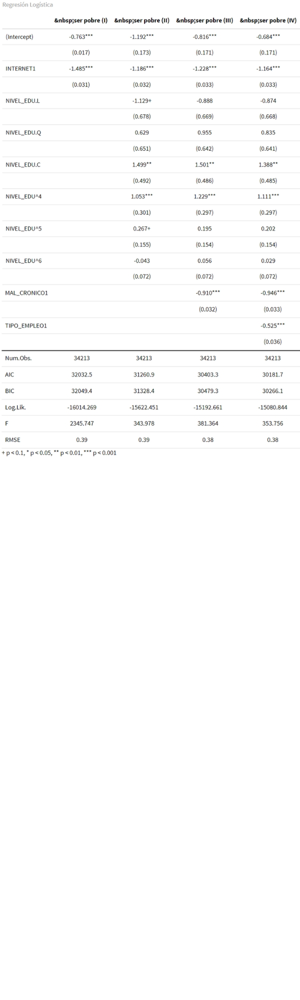 Regresión Logística
&nbsp;ser pobre (I) &nbsp;ser pobre (II) &nbsp;ser pobre (III) &nbsp;ser pobre (IV)
(Intercept) -0.763*** -1.192*** -0.816*** -0.684***
(0.017) (0.173) (0.171) (0.171)
INTERNET1 -1.485*** -1.186*** -1.228*** -1.164***
(0.031) (0.032) (0.033) (0.033)
NIVEL_EDU.L -1.129+ -0.888 -0.874
(0.678) (0.669) (0.668)
NIVEL_EDU.Q 0.629 0.955 0.835
(0.651) (0.642) (0.641)
NIVEL_EDU.C 1.499** 1.501** 1.388**
(0.492) (0.486) (0.485)
NIVEL_EDU^4 1.053*** 1.229*** 1.111***
(0.301) (0.297) (0.297)
NIVEL_EDU^5 0.267+ 0.195 0.202
(0.155) (0.154) (0.154)
NIVEL_EDU^6 -0.043 0.056 0.029
(0.072) (0.072) (0.072)
MAL_CRONICO1 -0.910*** -0.946***
(0.032) (0.033)
TIPO_EMPLEO1 -0.525***
(0.036)
Num.Obs. 34213 34213 34213 34213
AIC 32032.5 31260.9 30403.3 30181.7
BIC 32049.4 31328.4 30479.3 30266.1
Log.Lik. -16014.269 -15622.451 -15192.661 -15080.844
F 2345.747 343.978 381.364 353.756
RMSE 0.39 0.39 0.38 0.38
+ p < 0.1, * p < 0.05, ** p < 0.01, *** p < 0.001